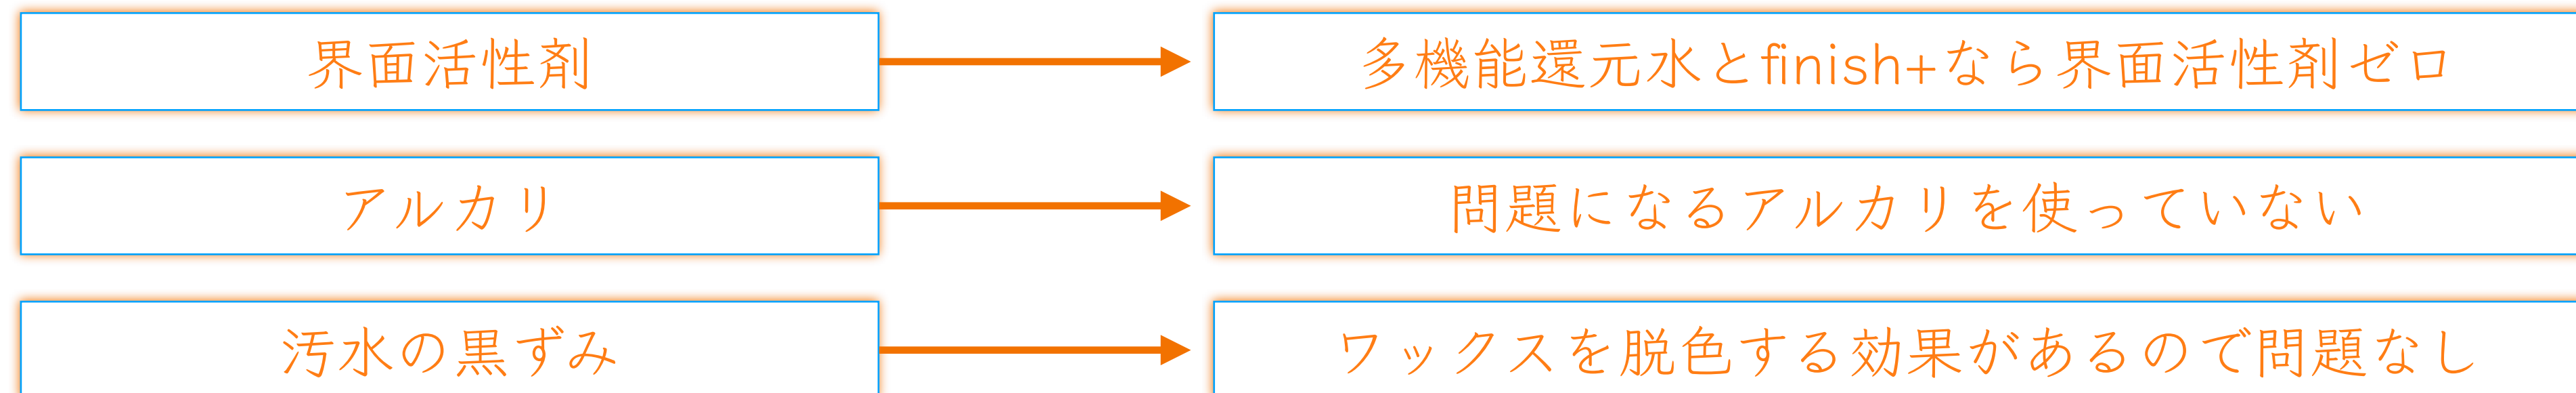 界面活性剤
多機能還元水とfinish+なら界面活性剤ゼロ
アルカリ
問題になるアルカリを使っていない
汚水の黒ずみ
ワックスを脱色する効果があるので問題なし